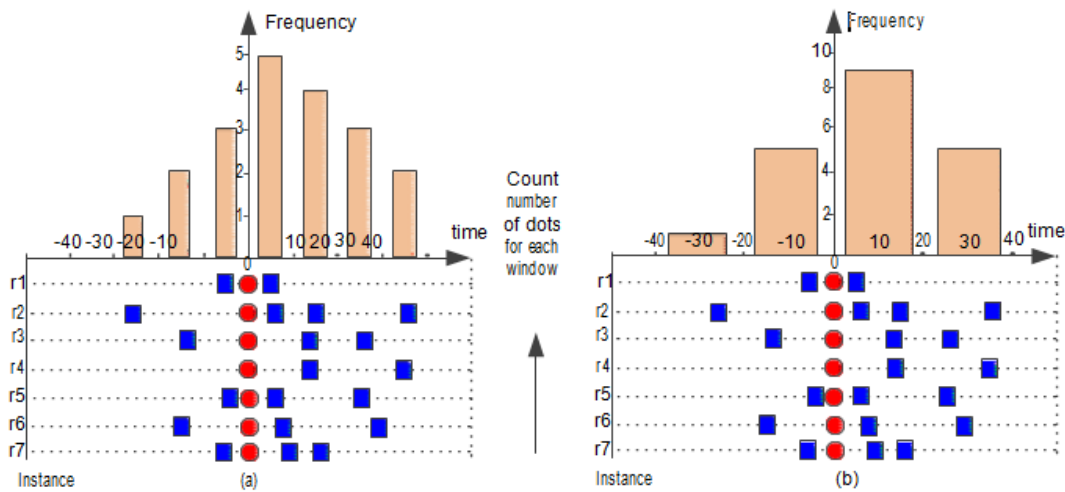 Frequency
5
4
3
2
1
-40 -30 -20 -10 10 20 30 40 time
0
r1
r2
r3
r4
r5
r6
r7
Instance (a)
Count
number
of dots
for each
window
Frequency
10
8
6
4
2
-40 -30 -20 -10 10 20 30 40 time
0
r1
r2
r3
r4
r5
r6
r7
Instance (b)